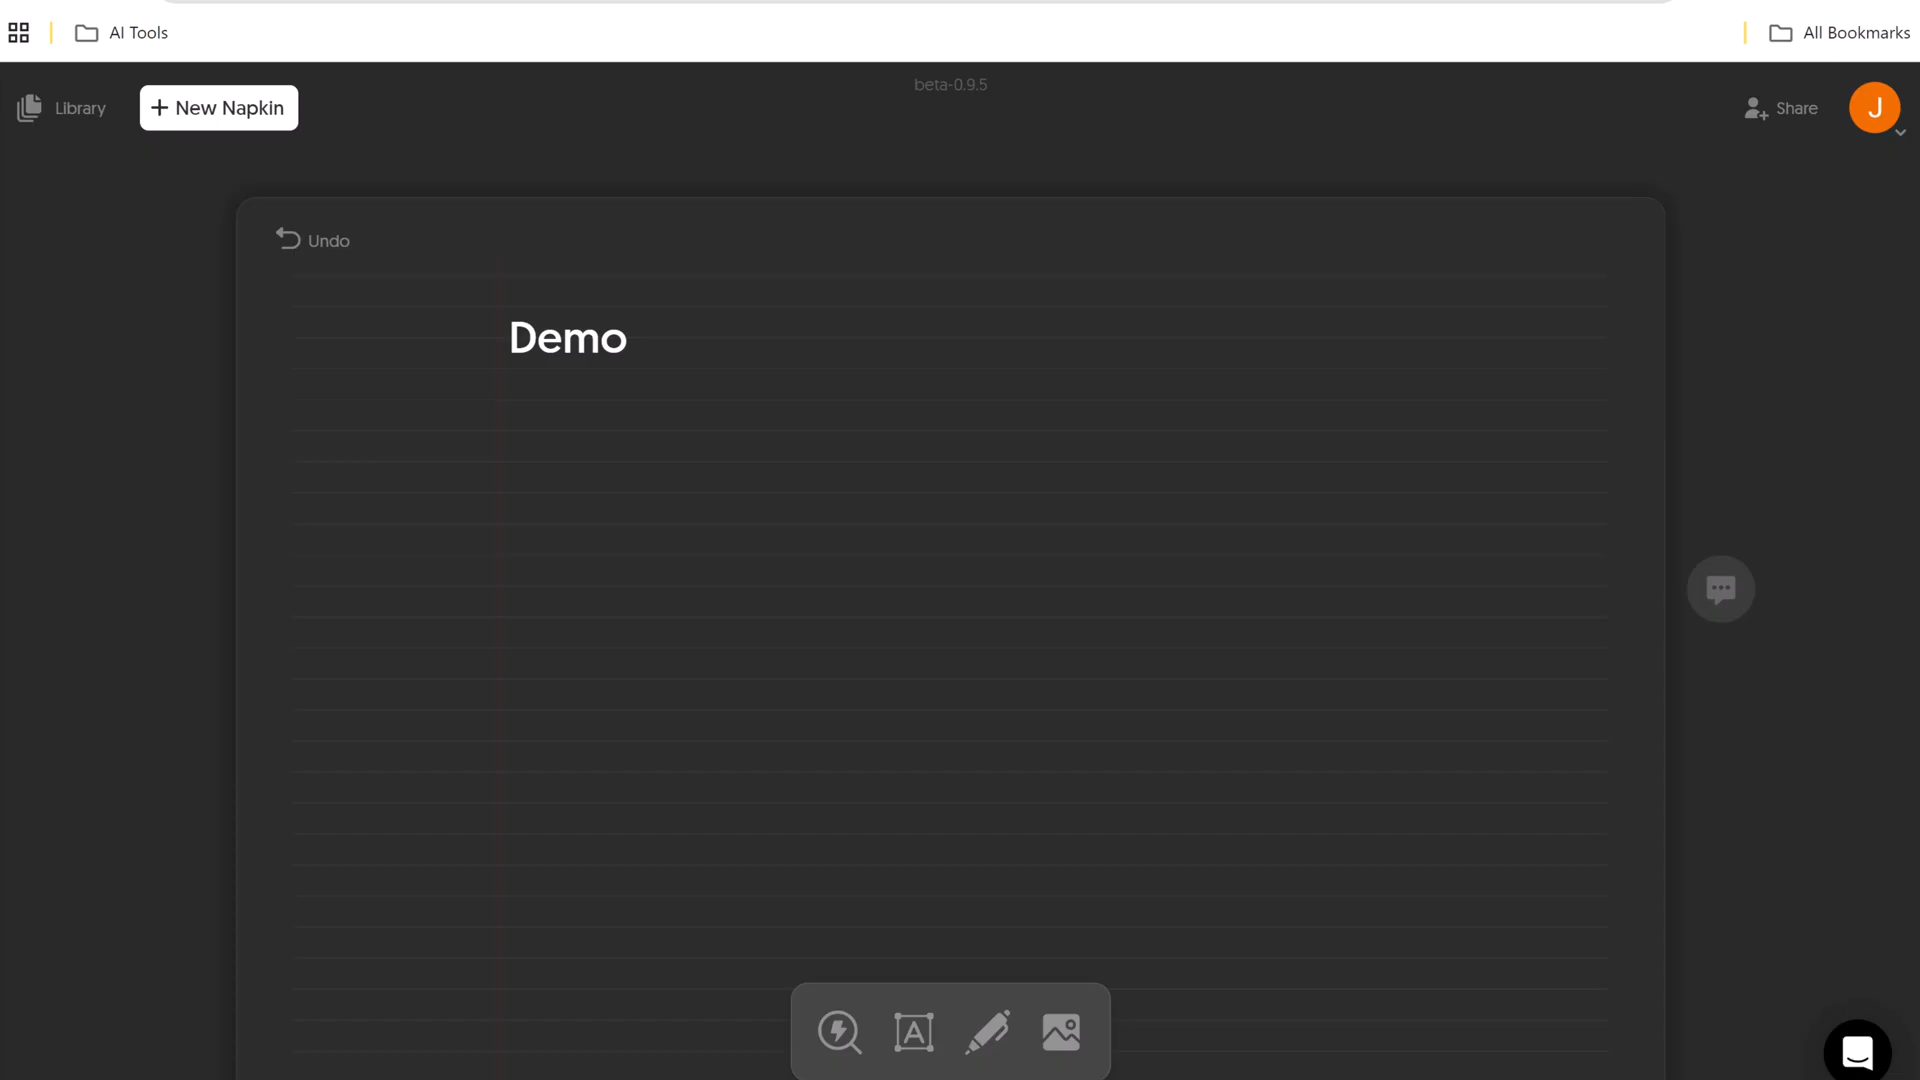 AI Tools
All Bookmarks
beta-0.9.5
Library
+ New Napkin
Share
J
Undo
Demo
A